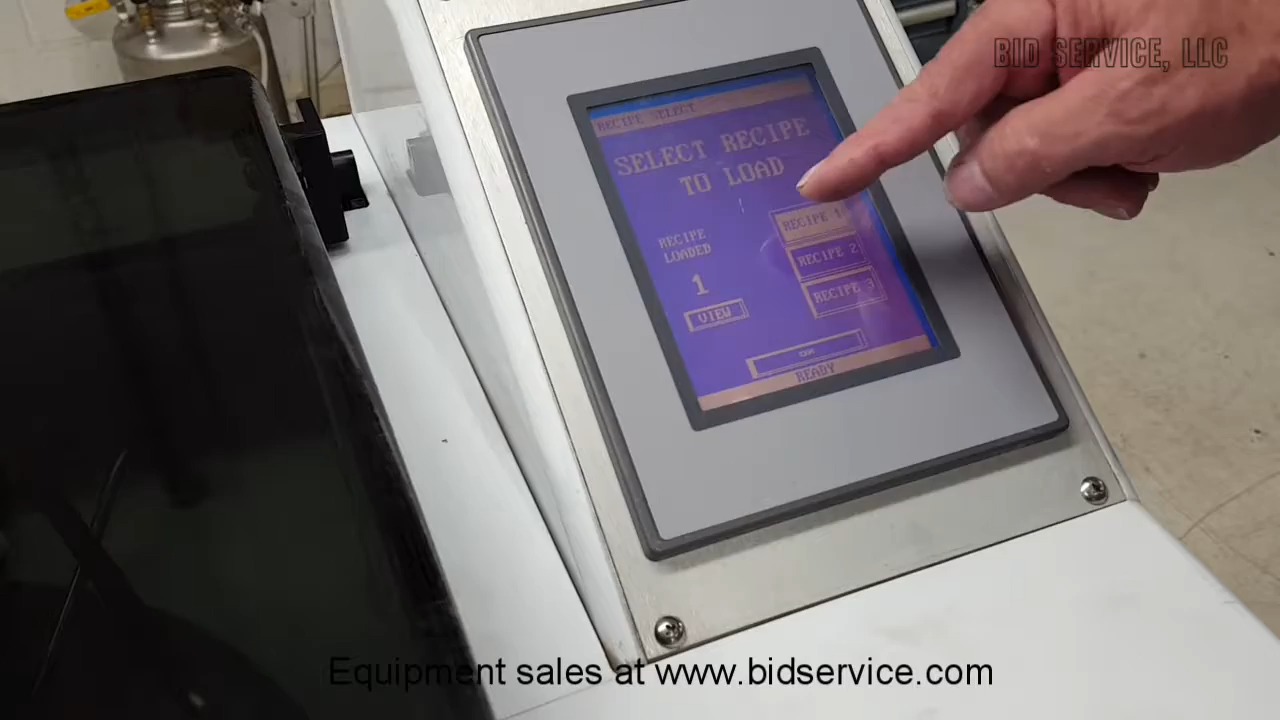 BID SERVICE, LLC
RECIPE SELECT
SELECT RECIPE
TO LOAD
RECIPE
LOADED
1
VIEW
RECIPE 1
RECIPE 2
RECIPE 3
READY
Equipment sales at www.bidservice.com